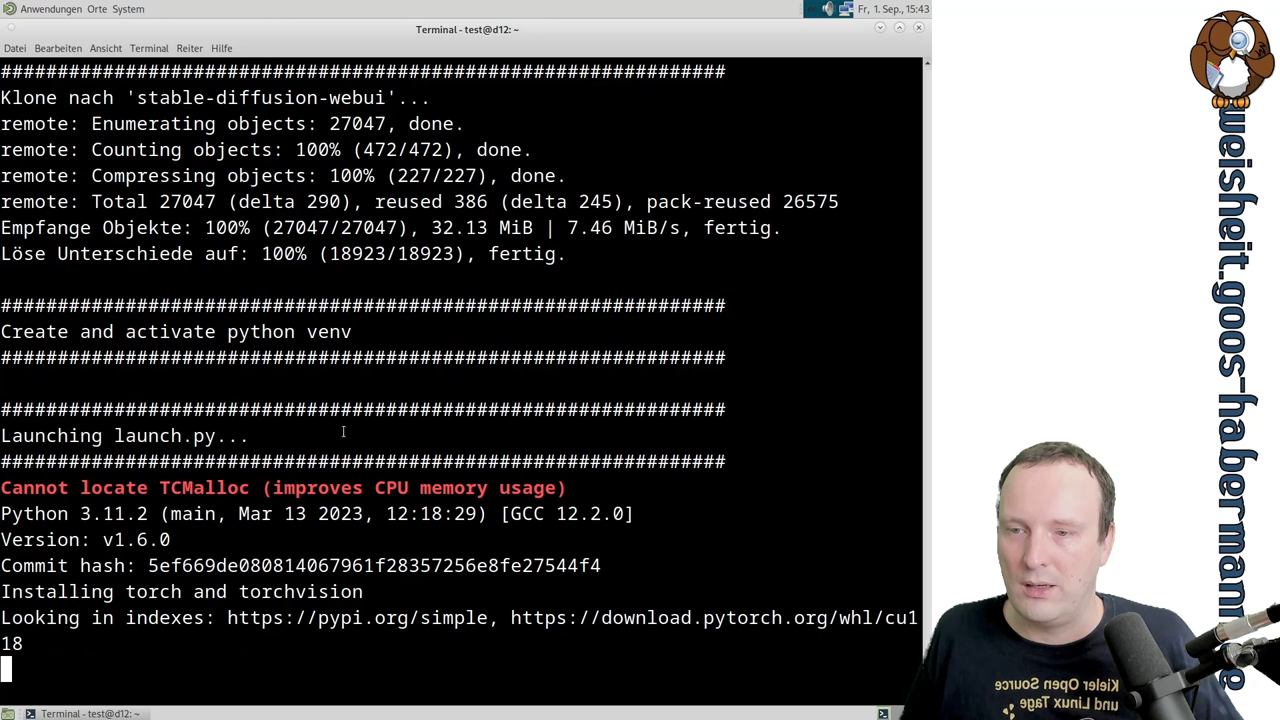 Anwendungen Orte System
Fr, 1. Sep., 15:43
Terminal - test@d12: ~
Datei Bearbeiten Ansicht Terminal Reiter Hilfe
################################################################
Klone nach 'stable-diffusion-webui'...
remote: Enumerating objects: 27047, done.
remote: Counting objects: 100% (472/472), done.
remote: Compressing objects: 100% (227/227), done.
remote: Total 27047 (delta 290), reused 386 (delta 245), pack-reused 26575
Empfange Objekte: 100% (27047/27047), 32.13 MiB | 7.46 MiB/s, fertig.
Löse Unterschiede auf: 100% (18923/18923), fertig.
################################################################
Create and activate python venv
################################################################
################################################################
Launching launch.py...
################################################################
Cannot locate TCMalloc (improves CPU memory usage)
Python 3.11.2 (main, Mar 13 2023, 12:18:29) [GCC 12.2.0]
Version: v1.6.0
Commit hash: 5ef669de080814067961f28357256e8fe27544f4
Installing torch and torchvision
Looking in indexes: https://pypi.org/simple, https://download.pytorch.org/whl/cu1
18
Terminal - test@d12: ~
Kieler Open Source
und Linux Tage